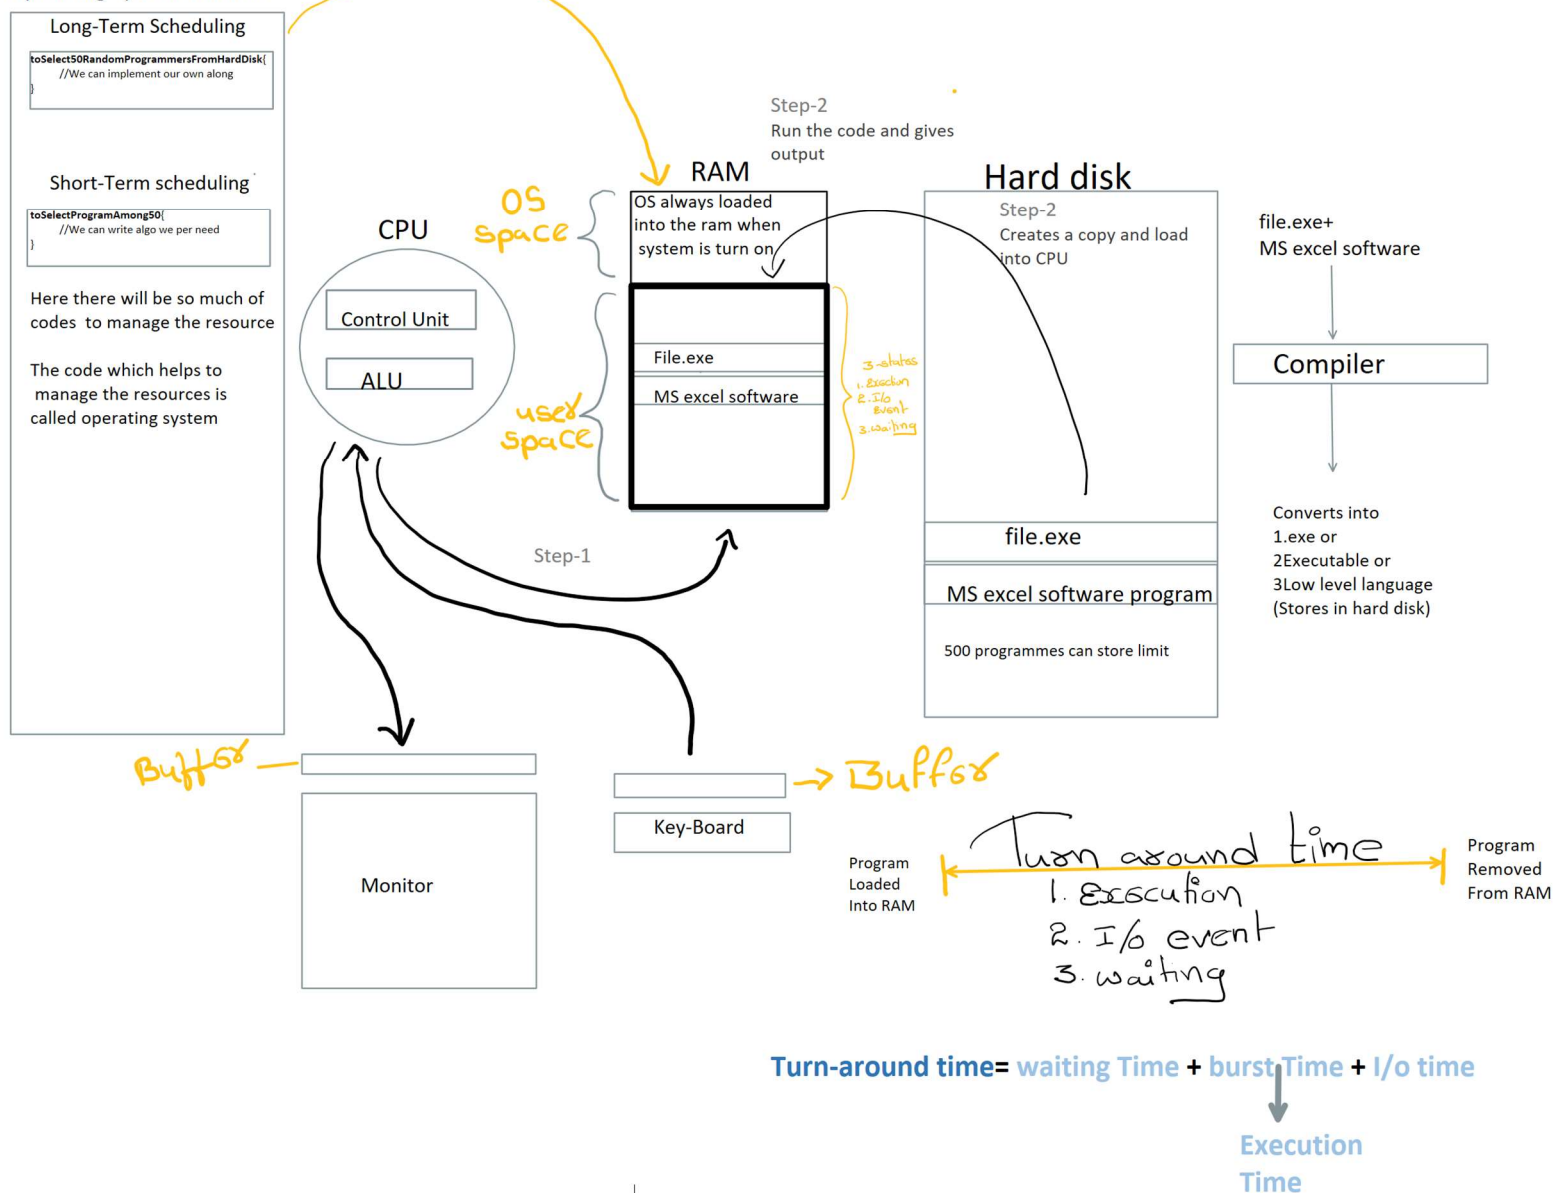 Long-Term Scheduling
toSelect50RandomProgrammersFromHardDisk{
//We can implement our own along
}
Short-Term scheduling
toSelectProgramAmong50{
//We can write algo we per need
}
Here there will be so much of
codes to manage the resource
The code which helps to
manage the resources is
called operating system
CPU
Control Unit
ALU
OS
space
user
space
Step-2
Run the code and gives
output
RAM
OS always loaded
into the ram when
system is turn on
File.exe
MS excel software
3-states
1. Exection
2. I/o
event
3. waiting
Hard disk
Step-2
Creates a copy and load
into CPU
file.exe
MS excel software program
500 programmes can store limit
file.exe+
MS excel software
Compiler
Converts into
1.exe or
2Executable or
3Low level language
(Stores in hard disk)
Step-1
Buffer
Monitor
Buffer
Key-Board
Program
Loaded
Into RAM
Turn around time
1. Execution
2. I/o event
3. waiting
Program
Removed
From RAM
Turn-around time= waiting Time + burst Time + I/o time
Execution
Time